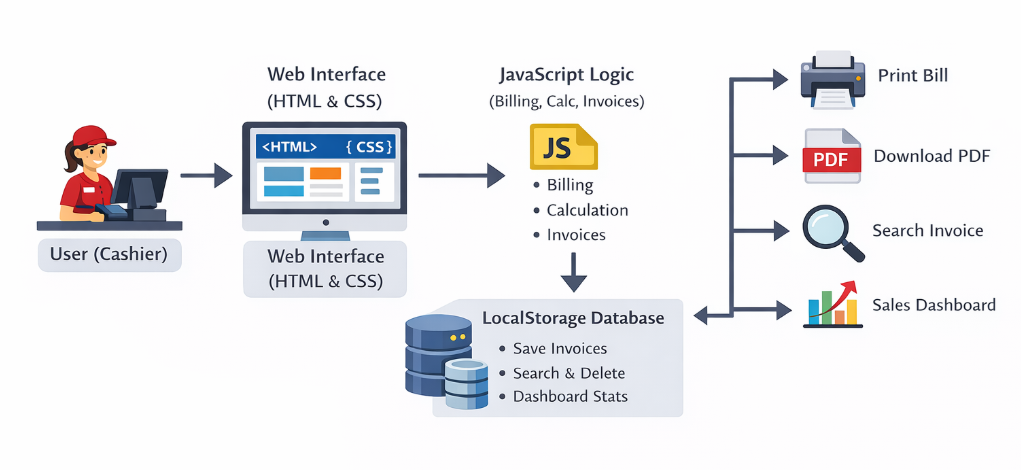 Web Interface
(HTML & CSS)
JavaScript Logic
(Billing, Calc, Invoices)
<HTML> { CSS }
JS
• Billing
• Calculation
• Invoices
User (Cashier)
Web Interface
(HTML & CSS)
LocalStorage Database
• Save Invoices
• Search & Delete
• Dashboard Stats
Print Bill
PDF
Download PDF
Search Invoice
Sales Dashboard